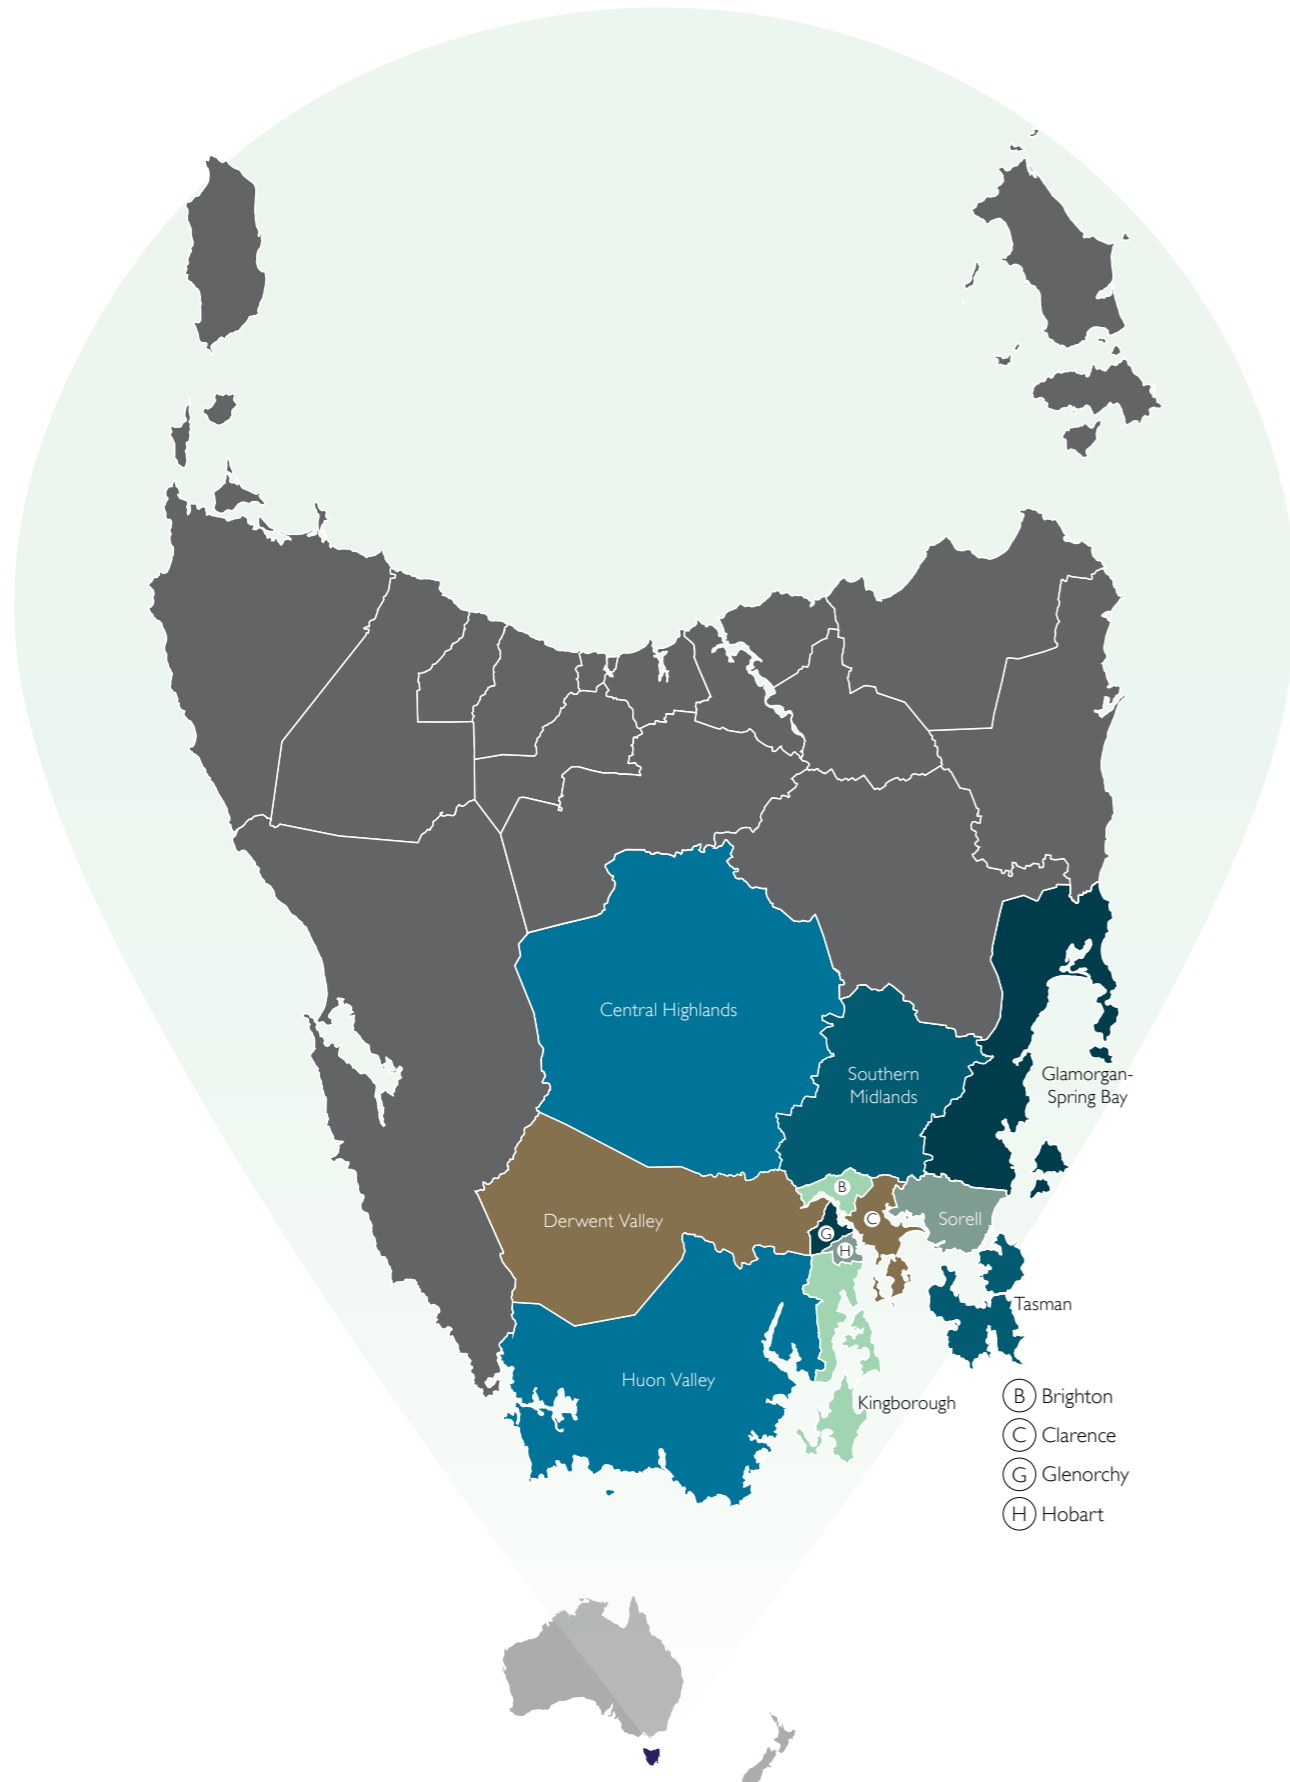 Central Highlands
Southern
Midlands
Glamorgan-
Spring Bay
B
Derwent Valley
C
Sorell
G
H
Tasman
Huon Valley
Kingborough
B Brighton
C Clarence
G Glenorchy
H Hobart